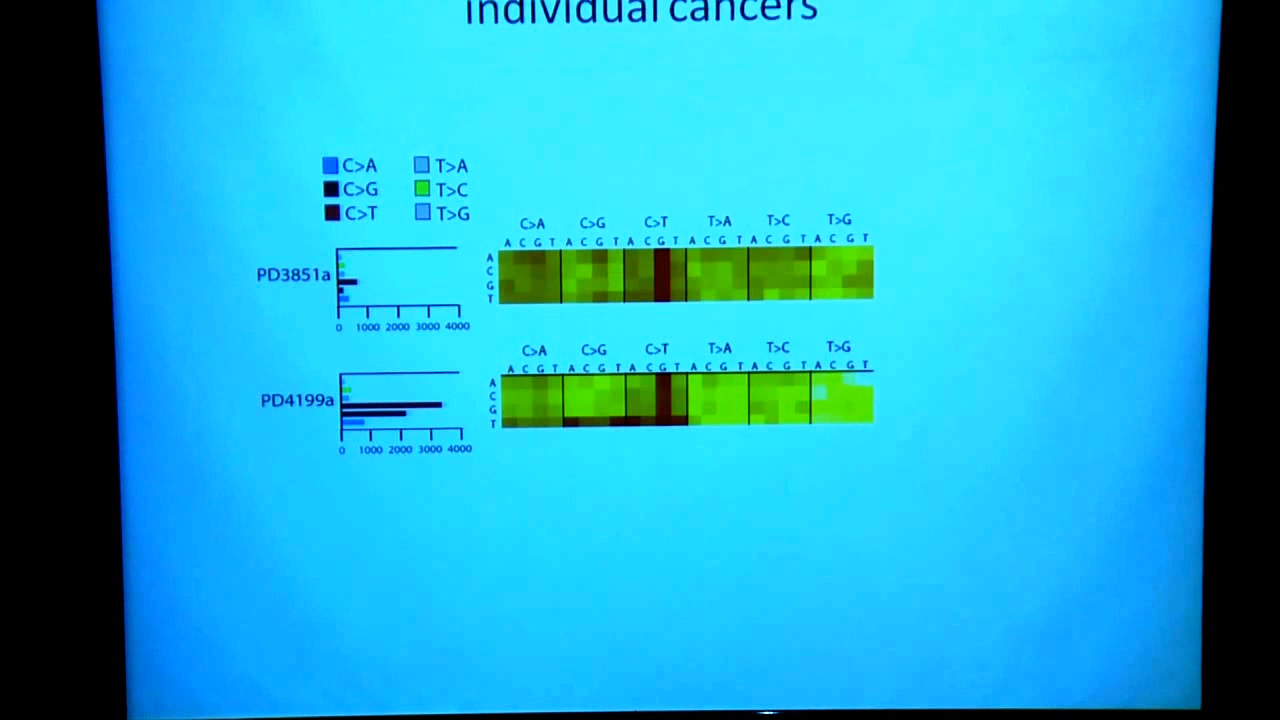 individual cancers
C>A T>A
C>G T>C
C>T T>G
C>A C>G C>T T>A T>C T>G
A C G T A C G T A C G T A C G T A C G T A C G T
PD3851a
A
C
G
T
0 1000 2000 3000 4000
C>A C>G C>T T>A T>C T>G
A C G T A C G T A C G T A C G T A C G T A C G T
PD4199a
A
C
G
T
0 1000 2000 3000 4000